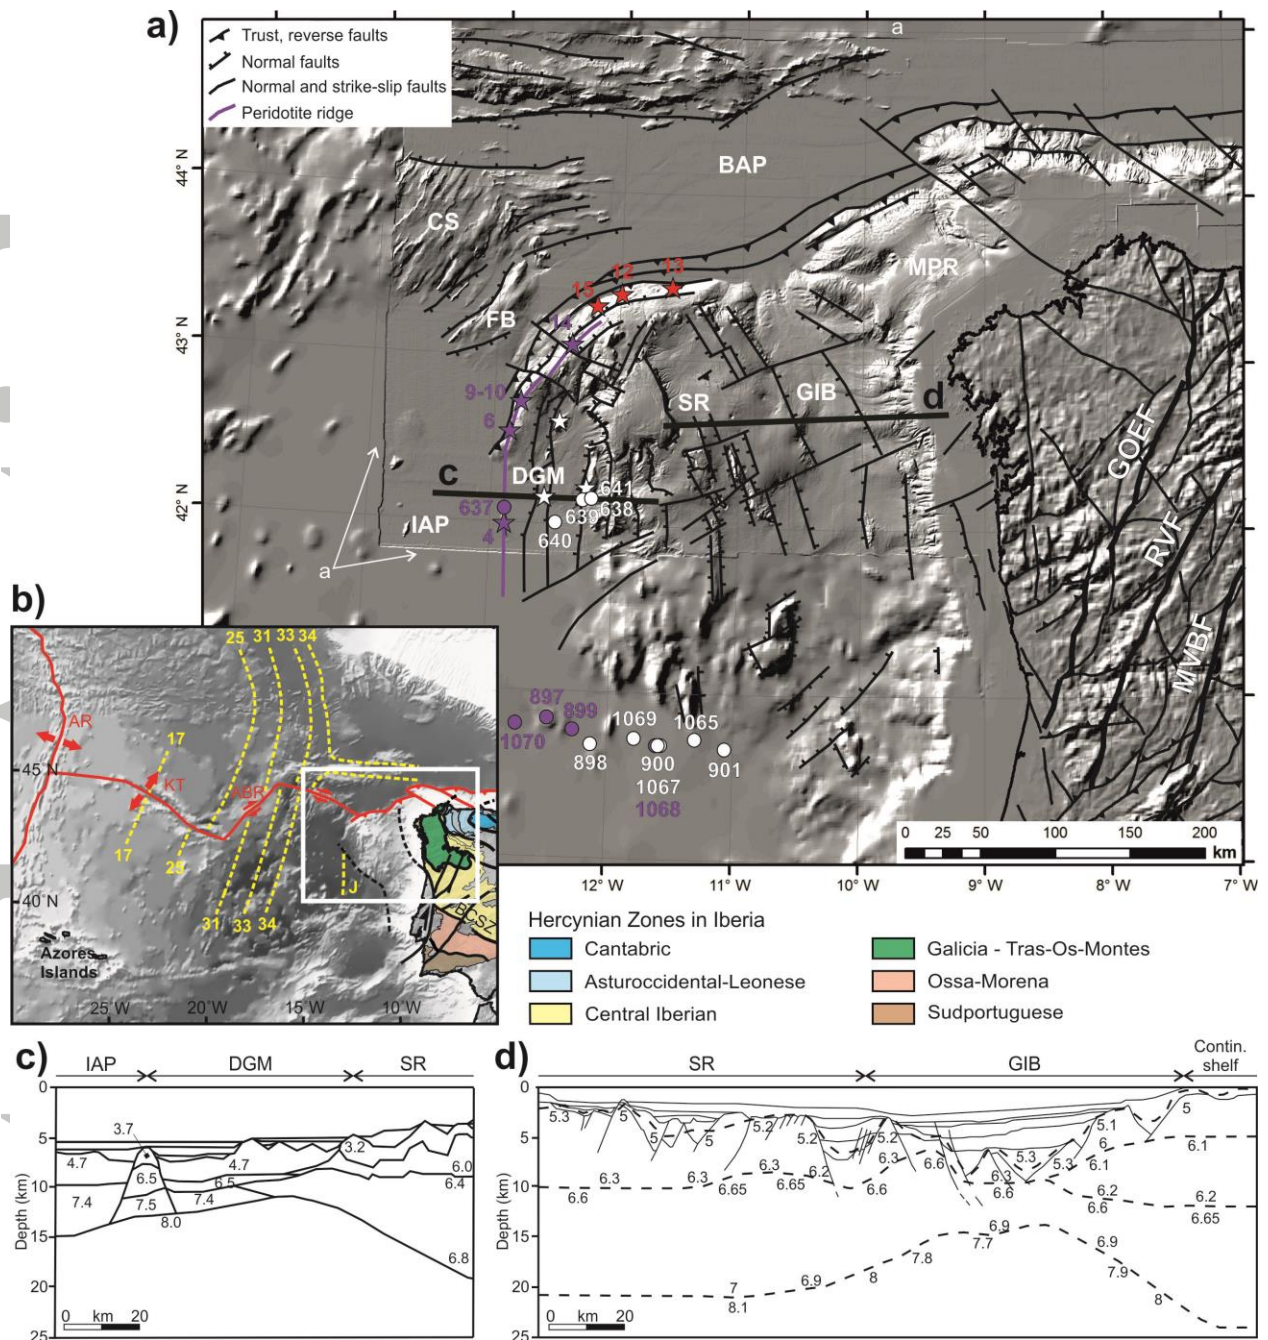 a)
Trust, reverse faults
Normal faults
Normal and strike-slip faults
Peridotite ridge
a
BAP
44° N
CS
MPR
15 12 13
FB
14
43° N
9-10
6
SR
GIB
d
GOEF
c
DGM
641
637
639 638
42° N
IAP
4
640
RVF
a
MVBF
b)
25 31 33 34
AR
17
897
899
1069 1065
1070
898
900
901
1067
1068
45° N
KT
ABR
17
25
J
40° N
31 33 34
BCSZ
Azores
Islands
25° W 20° W 15° W 10° W
0 25 50 100 150 200
km
12° W 11° W 10° W 9° W 8° W 7° W
Hercynian Zones in Iberia
Cantabric
Asturoccidental-Leonese
Central Iberian
Galicia - Tras-Os-Montes
Ossa-Morena
Sudportuguese
c)
IAP DGM SR
0
5
10
15
20
25
Depth (km)
3.7
4.7
4.7
3.2
6.0
6.5
6.5
6.4
7.4
7.5
7.4
8.0
6.8
0 km 20
d)
SR GIB Contin.
shelf
0
5
10
15
20
25
Depth (km)
5.3
5
5
5
5.2
5.2
5.2
5.1
5
6
6.1
6.3
6.3
6.2
6.3
6.6
5.3
6.1
6.6
6.65
6.65
6.6
6.3
6.6
6.2
6.6
6.2
6.65
6.9
7.7
7.8
6.9
7
8.1
6.9
8
7.9
8
0 km 20